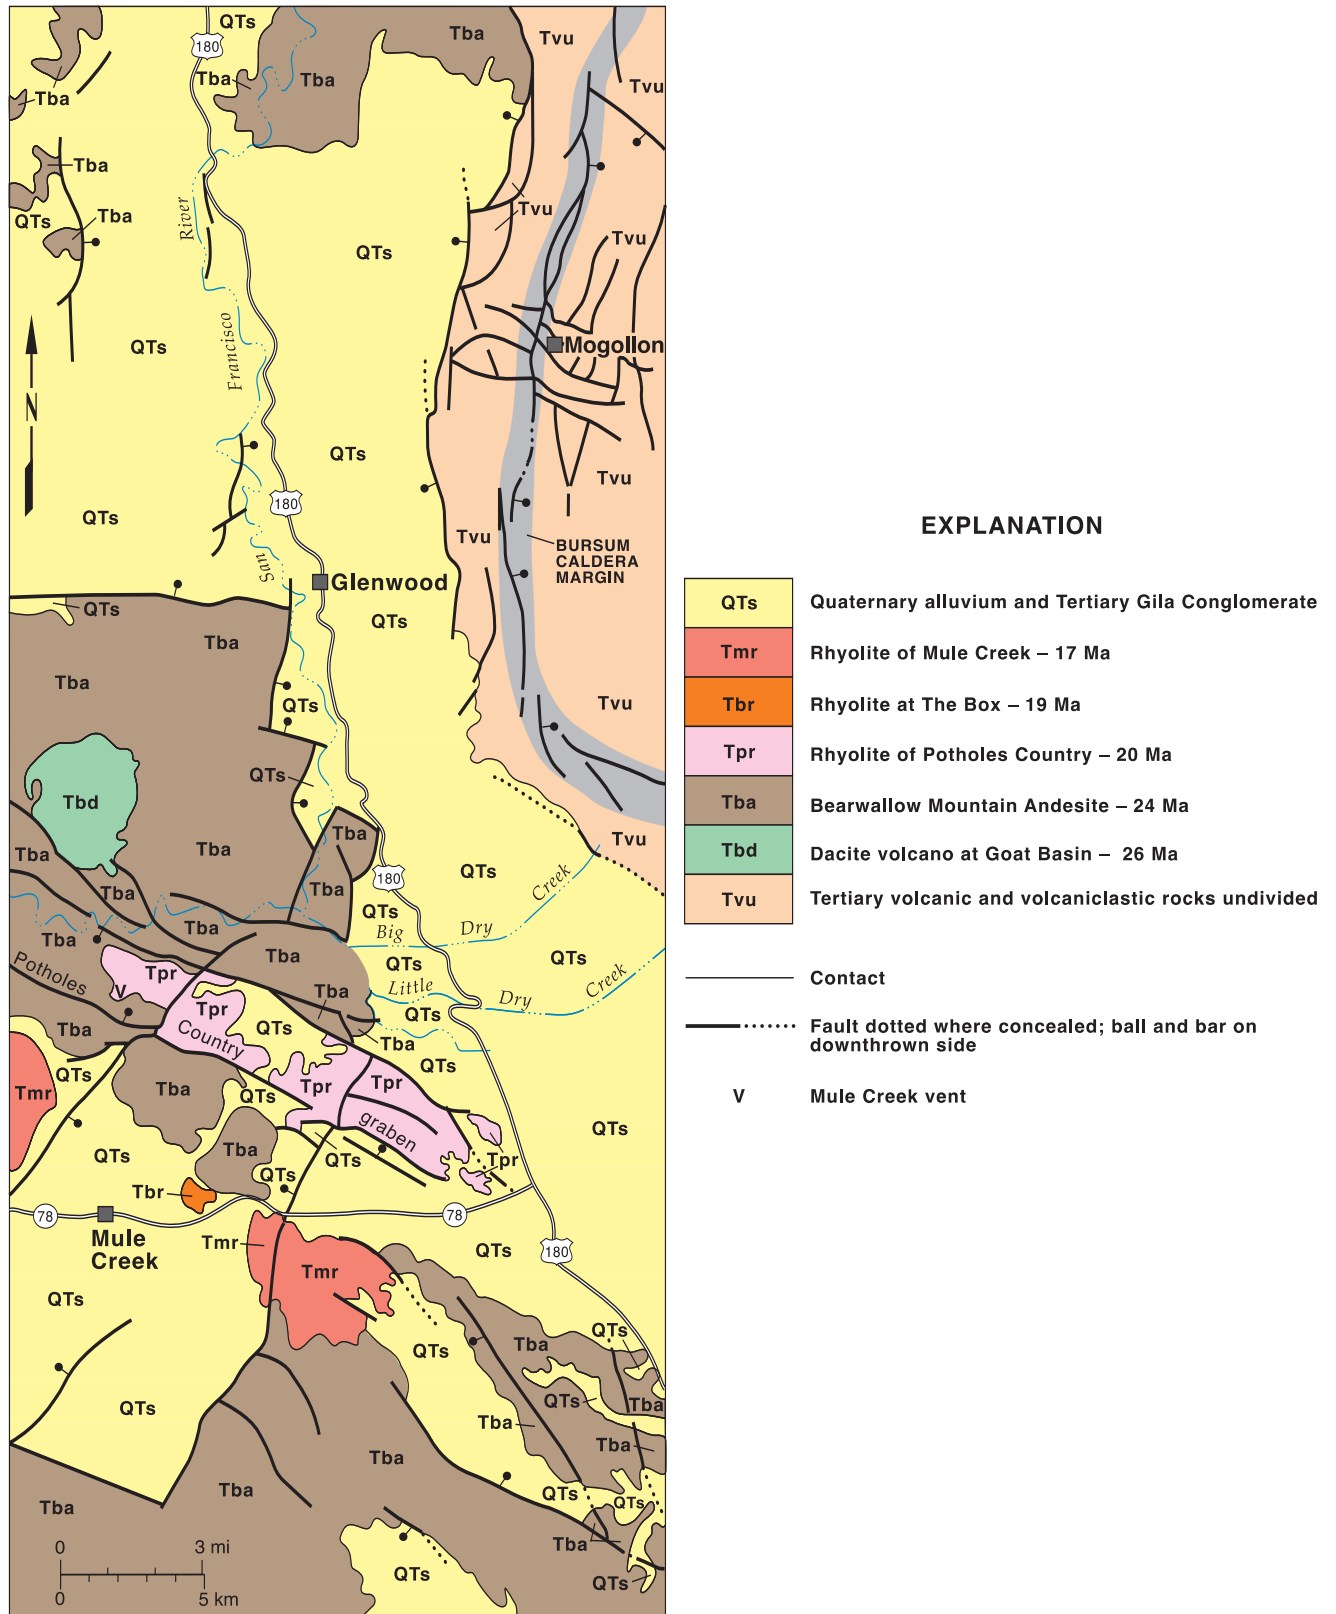 QTs
180
Tba
Tvu
Tba
Tba
Tvu
Tba
Tba
Tba
QTs
River
Tvu
Tvu
QTs
Francisco
QTs
N
Mogollon
QTs
180
Tvu
QTs
San
Tvu
BURSUM
CALDERA
MARGIN
Glenwood
QTs
QTs
Tba
Tba
QTs
Tvu
QTs
Tbd
Tba
Tba
Tba
Tvu
180
QTs
Creek
Tba
Tba
QTs
Tba
Big
Dry
Tba
Tba
QTs
QTs
Potholes
Tpr
V
Tba
Little
Dry
Creek
Tpr
QTs
QTs
Tba
Country
Tba
QTs
QTs
Tmr
Tba
QTs
Tpr
Tpr
graben
QTs
QTs
Tba
QTs
QTs
Tpr
Tbr
78
78
Mule
Creek
Tmr
QTs
180
Tmr
QTs
QTs
QTs
Tba
QTs
QTs
Tba
Tba
Tba
Tba
Tba
Tba
QTs
QTs
Tba
QTs
QTs
0
3 mi
0
5 km
EXPLANATION
QTs Quaternary alluvium and Tertiary Gila Conglomerate
Tmr Rhyolite of Mule Creek – 17 Ma
Tbr Rhyolite at The Box – 19 Ma
Tpr Rhyolite of Potholes Country – 20 Ma
Tba Bearwallow Mountain Andesite – 24 Ma
Tbd Dacite volcano at Goat Basin – 26 Ma
Tvu Tertiary volcanic and volcaniclastic rocks undivided
Contact
Fault dotted where concealed; ball and bar on
downthrown side
V Mule Creek vent